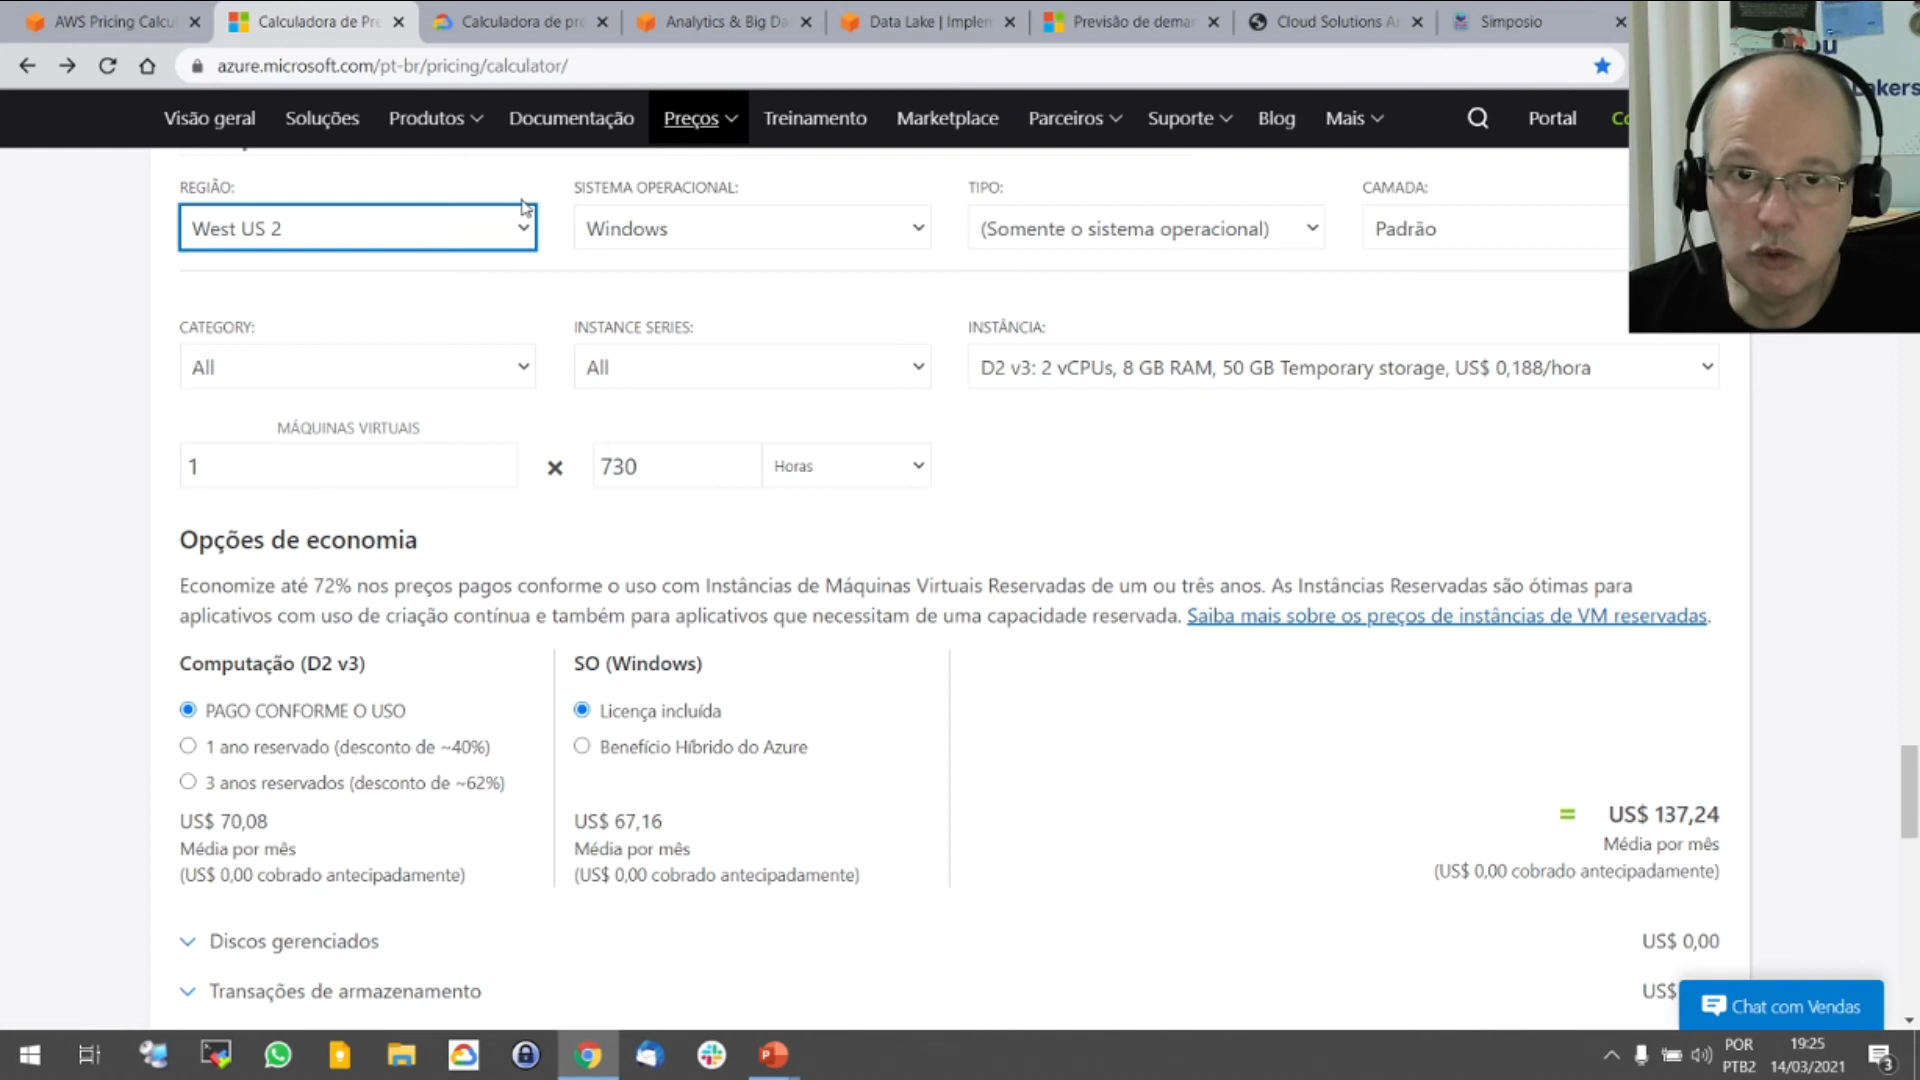 AWS Pricing Calcu
Calculadora de Pre
Calculadora de pre
Analytics & Big Da
Data Lake | Implen
Previsão de demar
Cloud Solutions Ar
Simposio
azure.microsoft.com/pt-br/pricing/calculator/
Visão geral
Soluções
Produtos
Documentação
Preços
Treinamento
Marketplace
Parceiros
Suporte
Blog
Mais
Portal
REGIÃO:
SISTEMA OPERACIONAL:
TIPO:
CAMADA:
West US 2
Windows
(Somente o sistema operacional)
Padrão
CATEGORY:
INSTANCE SERIES:
INSTÂNCIA:
All
All
D2 v3: 2 vCPUs, 8 GB RAM, 50 GB Temporary storage, US$ 0,188/hora
MÁQUINAS VIRTUAIS
1
730
Horas
Opções de economia
Economize até 72% nos preços pagos conforme o uso com Instâncias de Máquinas Virtuais Reservadas de um ou três anos. As Instâncias Reservadas são ótimas para
aplicativos com uso de criação contínua e também para aplicativos que necessitam de uma capacidade reservada. Saiba mais sobre os preços de instâncias de VM reservadas.
Computação (D2 v3)
SO (Windows)
PAGO CONFORME O USO
Licença incluída
1 ano reservado (desconto de ~40%)
Benefício Híbrido do Azure
3 anos reservados (desconto de ~62%)
US$ 70,08
US$ 67,16
= US$ 137,24
Média por mês
Média por mês
Média por mês
(US$ 0,00 cobrado antecipadamente)
(US$ 0,00 cobrado antecipadamente)
(US$ 0,00 cobrado antecipadamente)
Discos gerenciados
US$ 0,00
Transações de armazenamento
US$
Chat com Vendas
POR
PTB2
19:25
14/03/2021
3